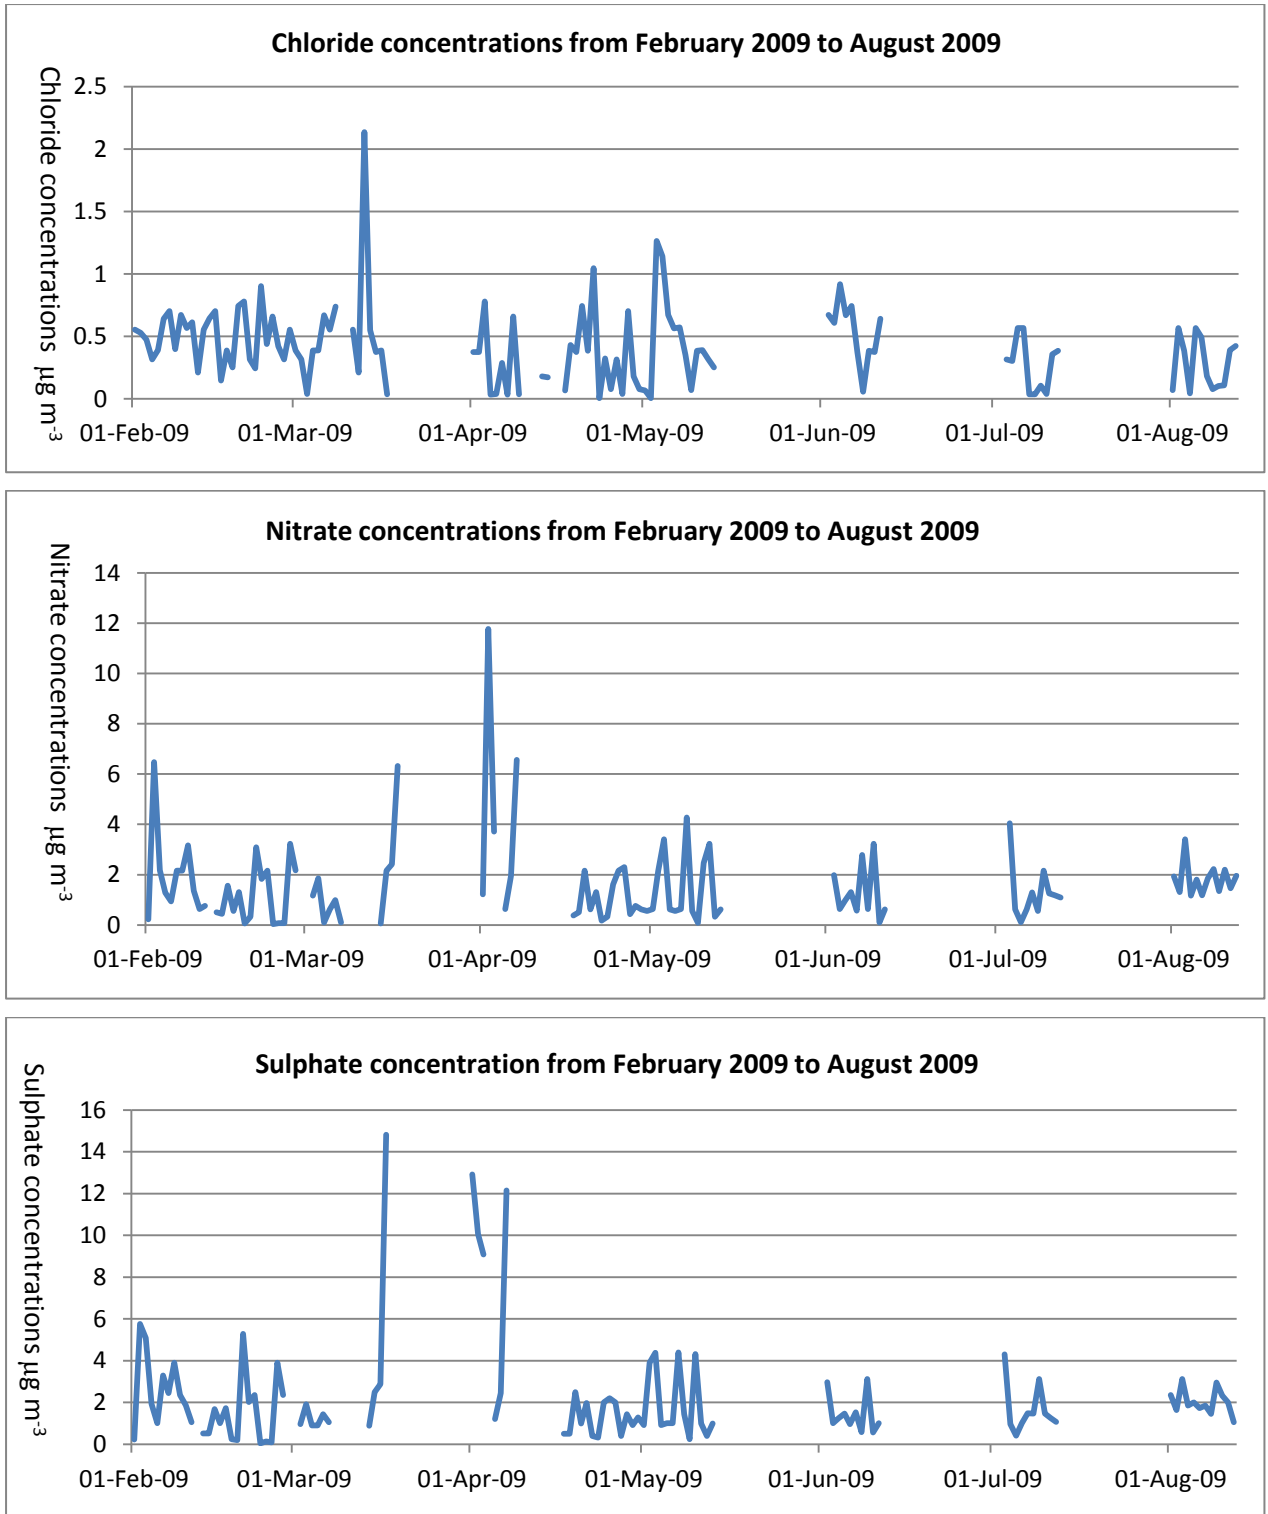 Chloride concentrations from February 2009 to August 2009
Chloride concentrations µg m-3
2.5
2
1.5
1
0.5
0
01-Feb-09 01-Mar-09 01-Apr-09 01-May-09 01-Jun-09 01-Jul-09 01-Aug-09
Nitrate concentrations from February 2009 to August 2009
Nitrate concentrations µg m-3
14
12
10
8
6
4
2
0
01-Feb-09 01-Mar-09 01-Apr-09 01-May-09 01-Jun-09 01-Jul-09 01-Aug-09
Sulphate concentration from February 2009 to August 2009
Sulphate concentrations µg m-3
16
14
12
10
8
6
4
2
0
01-Feb-09 01-Mar-09 01-Apr-09 01-May-09 01-Jun-09 01-Jul-09 01-Aug-09